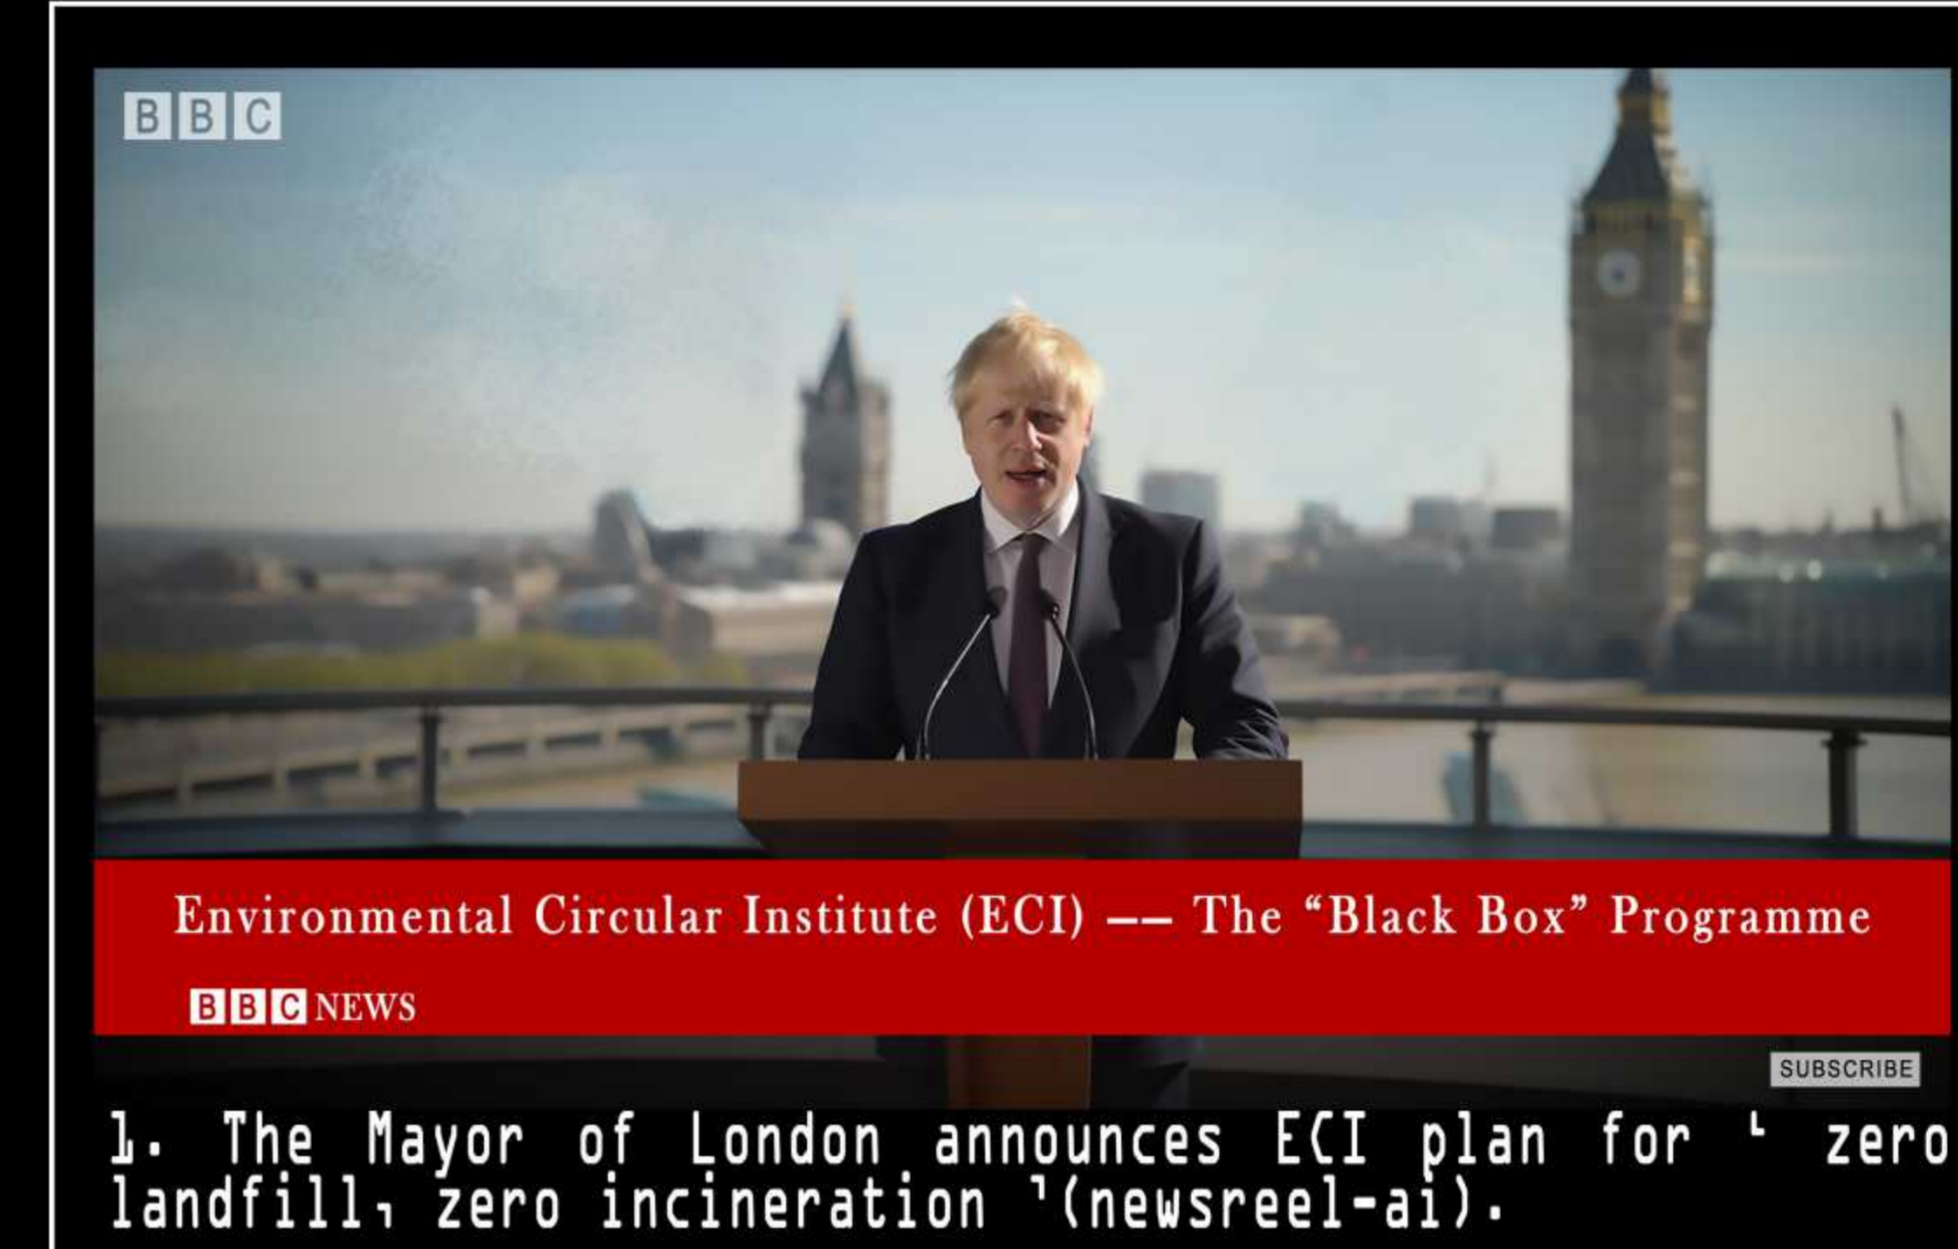 BBC
Environmental Circular Institute (ECI) —— The “Black Box” Programme
BBC NEWS
SUBSCRIBE
1. The Mayor of London announces ECI plan for ╘ zero
landfill, zero incineration ╕(newsreel-ai).